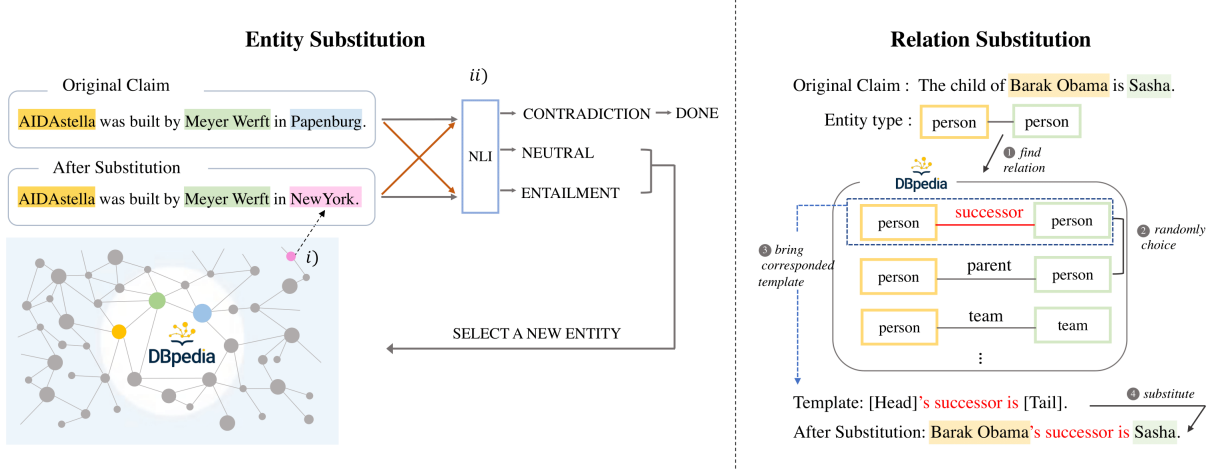 Entity Substitution
Original Claim
AIDAstella was built by Meyer Werft in Papenburg.
After Substitution
AIDAstella was built by Meyer Werft in NewYork.
i)
DBpedia
ii)
NLI
CONTRADICTION
DONE
NEUTRAL
ENTAILMENT
SELECT A NEW ENTITY
Relation Substitution
Original Claim : The child of Barak Obama is Sasha.
Entity type : person person
1 find
relation
DBpedia
person successor person
2 randomly
choice
3 bring
corresponded
template
person parent person
person team team
⋮
4 substitute
Template: [Head]'s successor is [Tail].
After Substitution: Barak Obama's successor is Sasha.